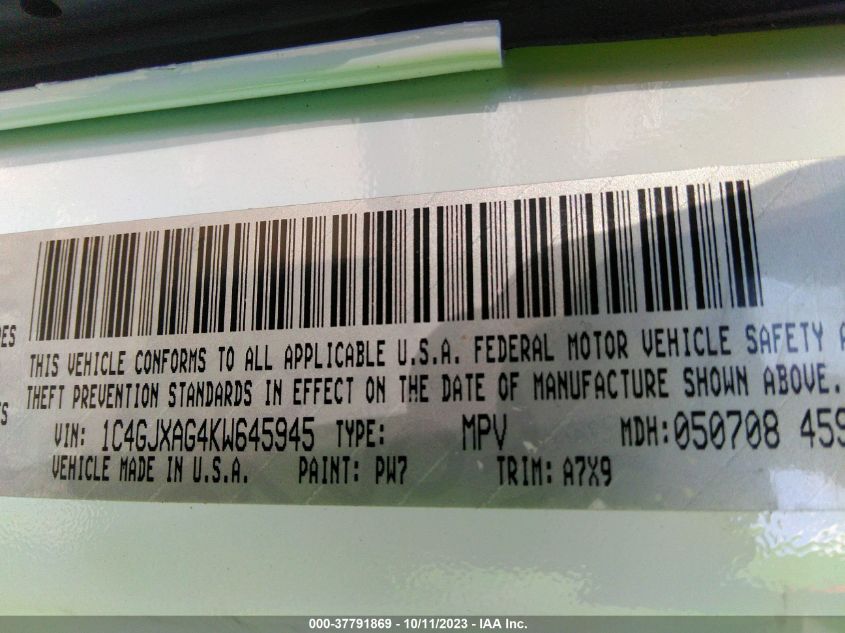 ES
THIS VEHICLE CONFORMS TO ALL APPLICABLE U.S.A. FEDERAL MOTOR VEHICLE SAFETY A
THEFT PREVENTION STANDARDS IN EFFECT ON THE DATE OF MANUFACTURE SHOWN ABOVE.
TS
VIN: 1C4GJXAG4KW645945 TYPE: MPV MDH:050708 459
VEHICLE MADE IN U.S.A. PAINT: PW7 TRIM: A7X9
000-37791869 - 10/11/2023 - IAA Inc.